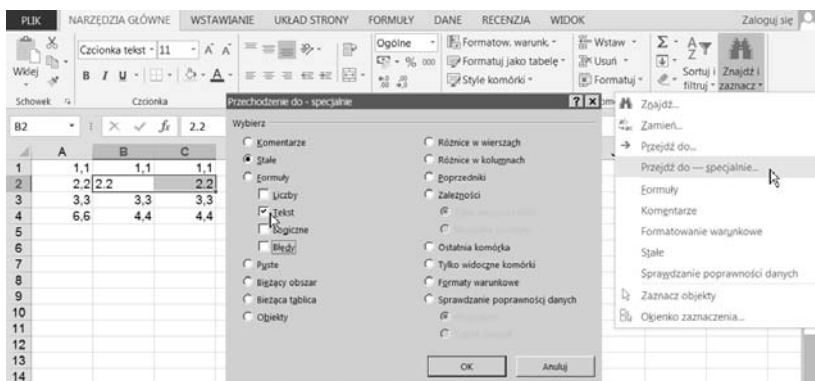 PLIK NARZĘDZIA GŁÓWNE WSTAWIANIE UKŁAD STRONY FORMUŁY DANE RECENZJA WIDOK Zaloguj się
Wklej
Czcionka tekst 11 A A
B I U A
Ogólne
% 000
Formatow. warunk.
Formatuj jako tabelę
Style komórki
Wstaw
Usuń
Formatuj
Σ
Sortuj i filtruj
Znajdź i zaznacz
Schowek Czcionka
B2 fx 2.2
A B C
1 1,1 1,1 1,1
2 2,2 2.2 2.2
3 3,3 3,3 3,3
4 6,6 4,4 4,4
5
6
7
8
9
10
11
12
13
14
Przechodzenie do - specjalnie ? x
Wybierz
Komentarze
Stałe
Formuły
Liczby
Tekst
Logiczne
Błędy
Puste
Bieżący obszar
Bieżąca tablica
Obiekty
Różnice w wierszach
Różnice w kolumnach
Poprzedniki
Zależności
Ostatnia komórka
Tylko widoczne komórki
Formaty warunkowe
Sprawdzanie poprawności danych
OK Anuluj
Znajdź...
Zamień...
Przejdź do...
Przejdź do — specjalnie...
Formuły
Komentarze
Formatowanie warunkowe
Stałe
Sprawdzanie poprawności danych
Zaznacz obiekty
Okienko zaznaczenia...